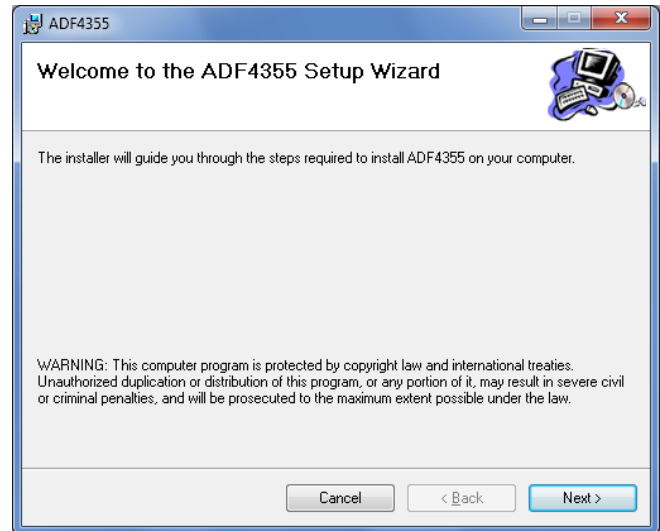 ADF4355
Welcome to the ADF4355 Setup Wizard
The installer will guide you through the steps required to install ADF4355 on your computer.
WARNING: This computer program is protected by copyright law and international treaties.
Unauthorized duplication or distribution of this program, or any portion of it, may result in severe civil
or criminal penalties, and will be prosecuted to the maximum extent possible under the law.
Cancel
< Back
Next >